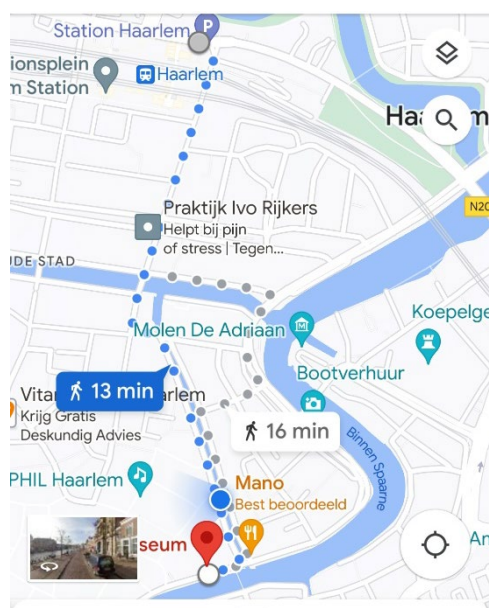 Station Haarlem
P
ionsplein
m Station
Haarlem
Ha
m
N20
Praktijk Ivo Rijkers
Helpt bij pijn
of stress | Tegen...
UDE STAD
Molen De Adriaan
Koepelge
Bootverhuur
13 min
Vita
arlem
Krijg Gratis
Deskundig Advies
16 min
Binnen Spaarne
PHIL Haarlem
Mano
Best beoordeeld
seum
An